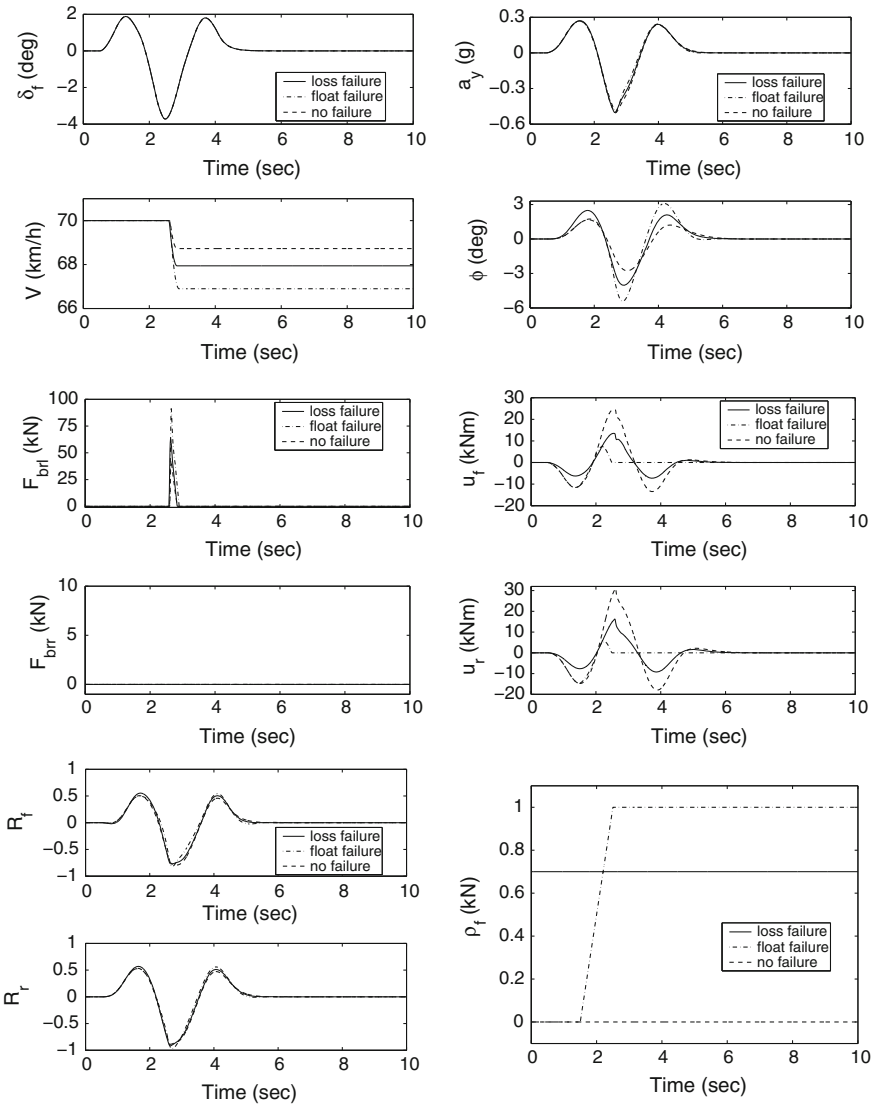 2
0
−2
−4
δf (deg)
loss failure
float failure
no failure
0 2 4 6 8 10
Time (sec)
0.3
0
−0.3
−0.6
ay (g)
loss failure
float failure
no failure
0 2 4 6 8 10
Time (sec)
70
68
66
V (km/h)
0 2 4 6 8 10
Time (sec)
3
0
−3
−6
ϕ (deg)
0 2 4 6 8 10
Time (sec)
100
75
50
25
0
Fbrl (kN)
loss failure
float failure
no failure
0 2 4 6 8 10
Time (sec)
30
20
10
0
−10
−20
uf (kNm)
loss failure
float failure
no failure
0 2 4 6 8 10
Time (sec)
10
5
0
Fbrr (kN)
0 2 4 6 8 10
Time (sec)
30
20
10
0
−10
−20
ur (kNm)
0 2 4 6 8 10
Time (sec)
1
0.5
0
−0.5
−1
Rf
loss failure
float failure
no failure
0 2 4 6 8 10
Time (sec)
1
0.5
0
−0.5
−1
Rr
0 2 4 6 8 10
Time (sec)
1
0.8
0.6
0.4
0.2
0
ρf (kN)
loss failure
float failure
no failure
0 2 4 6 8 10
Time (sec)